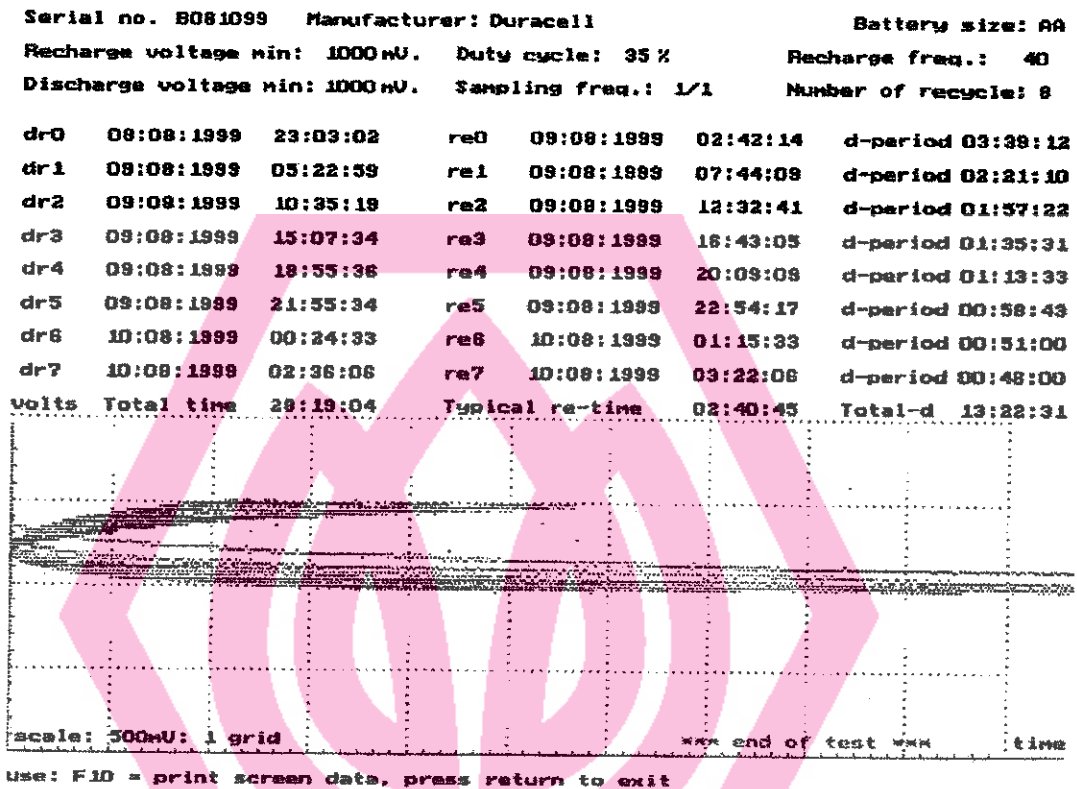 Serial no. B081099 Manufacturer: Duracell Battery size: AA
Recharge voltage min: 1000mV. Duty cycle: 35% Recharge freq.: 40
Discharge voltage min: 1000mV. Sampling freq.: 1/1 Number of recycle: 8
dr0 08:08:1999 23:03:02 re0 09:08:1999 02:42:14 d-period 03:39:12
dr1 09:08:1999 05:22:59 re1 09:08:1999 07:44:09 d-period 02:21:10
dr2 09:08:1999 10:35:19 re2 09:08:1999 12:32:41 d-period 01:57:22
dr3 09:08:1999 15:07:34 re3 09:08:1999 16:43:05 d-period 01:35:31
dr4 09:08:1999 18:55:36 re4 09:08:1999 20:09:09 d-period 01:13:33
dr5 09:08:1999 21:55:34 re5 09:08:1999 22:54:17 d-period 00:58:43
dr6 10:08:1999 00:24:33 re6 10:08:1999 01:15:33 d-period 00:51:00
dr7 10:08:1999 02:36:06 re7 10:08:1999 03:22:06 d-period 00:48:00
volts Total time 28:19:04 Typical re-time 02:40:45 Total-d 13:22:31
scale: 500mV: 1 grid *** end of test *** time
use: F10 = print screen data, press return to exit